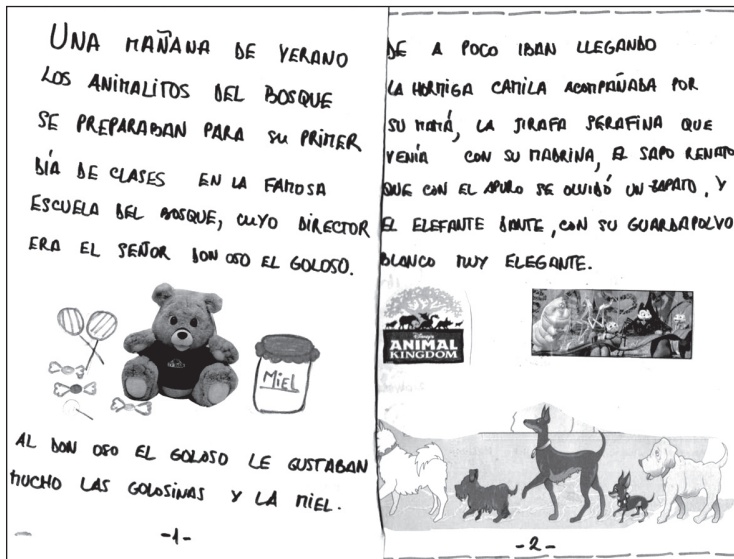 UNA MAÑANA DE VERANO
LOS ANIMALITOS DEL BOSQUE
SE PREPARABAN PARA SU PRIMER
DÍA DE CLASES EN LA FAMOSA
ESCUELA DEL BOSQUE, CUYO DIRECTOR
ERA EL SEÑOR DON OSO EL GOLOSO.
MIEL
AL DON OSO EL GOLOSO LE GUSTABAN
MUCHO LAS GOLOSINAS Y LA MIEL.
-1-
DE A POCO IBAN LLEGANDO
LA HORMIGA CAMILA ACOMPAÑADA POR
SU MAMÁ, LA JIRAFA SERAFINA QUE
VENÍA CON SU MADRINA, EL SAPO RENATO
QUE CON EL APURO SE OLVIDÓ UN ZAPATO, Y
EL ELEFANTE DANTE, CON SU GUARDAPOLVO
BLANCO MUY ELEGANTE.
Disney's
ANIMAL
KINGDOM
-2-